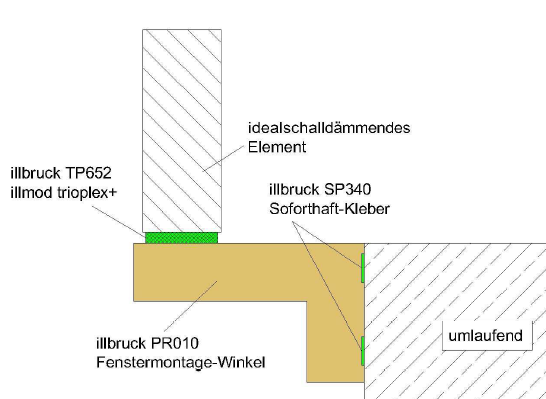 idealschalldämmendes
Element
illbruck TP652
illmod trioplex+
illbruck SP340
Soforthaft-Kleber
umlaufend
illbruck PR010
Fenstermontage-Winkel